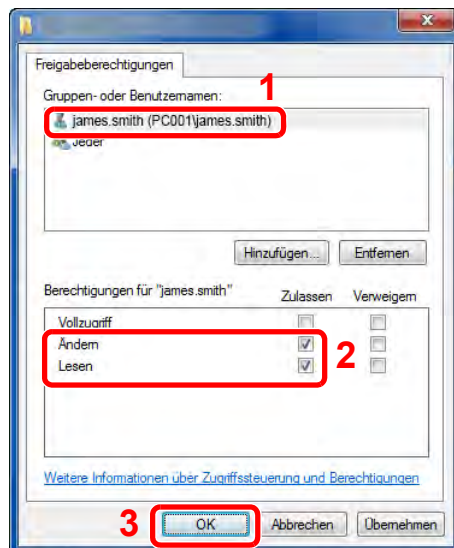 Freigabeberechtigungen
Gruppen- oder Benutzernamen:
1
james.smith (PC001\james.smith)
Jeder
Hinzufügen... Entfernen
Berechtigungen für "james.smith" Zulassen Verweigern
Vollzugriff
Ändern
Lesen
2
Weitere Informationen über Zugriffssteuerung und Berechtigungen
3 OK Abbrechen Übernehmen